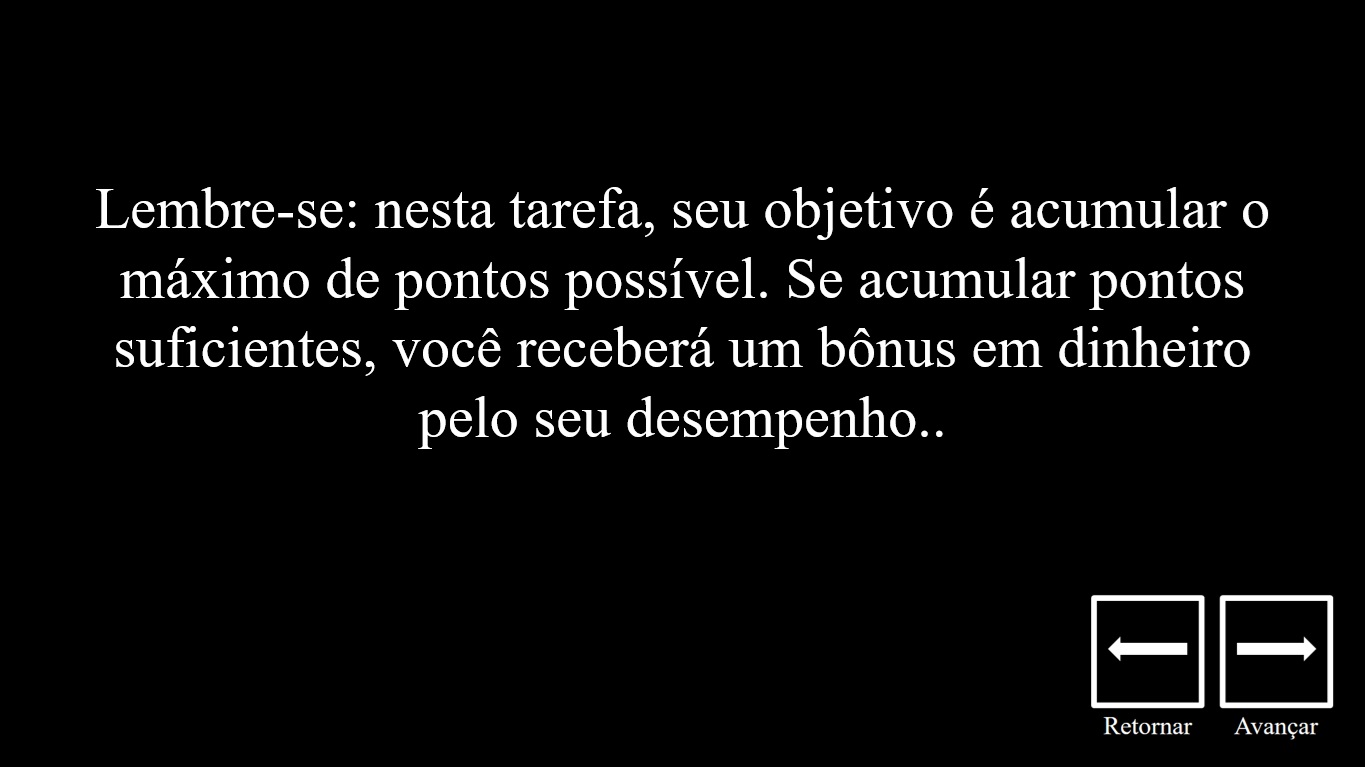 Lembre-se: nesta tarefa, seu objetivo é acumular o
máximo de pontos possível. Se acumular pontos
suficientes, você receberá um bônus em dinheiro
pelo seu desempenho..
Retornar
Avançar